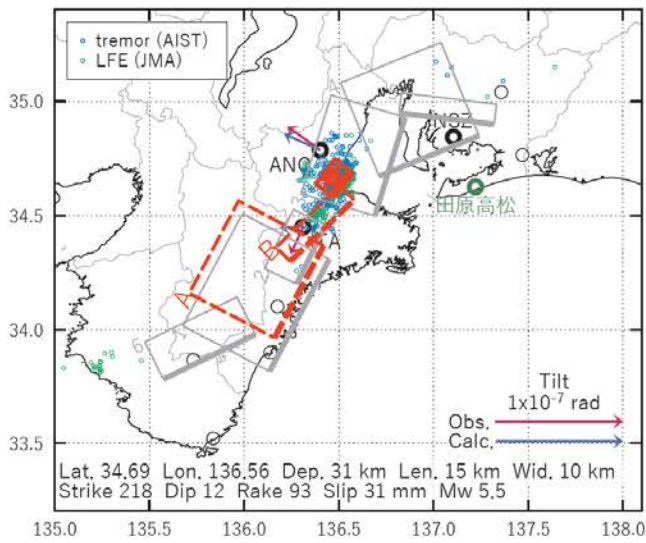 tremor (AIST)
LFE (JMA)
35.0
NSZ
ANO
田原高松
34.5
A
B
A
34.0
6
Tilt
1x10⁻⁷ rad
Obs.
Calc.
33.5
Lat. 34.69 Lon. 136.56 Dep. 31 km Len. 15 km Wid. 10 km
Strike 218 Dip 12 Rake 93 Slip 31 mm Mw 5.5
135.0 135.5 136.0 136.5 137.0 137.5 138.0